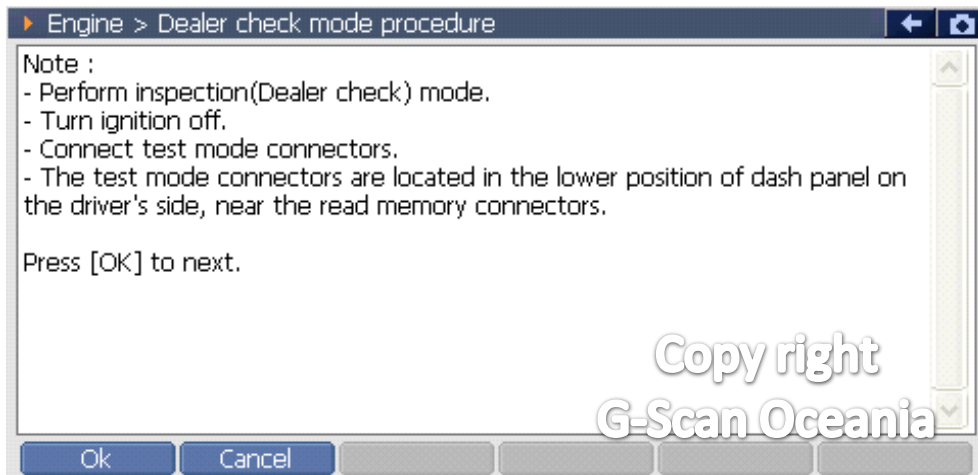 Engine > Dealer check mode procedure
Note :
- Perform inspection(Dealer check) mode.
- Turn ignition off.
- Connect test mode connectors.
- The test mode connectors are located in the lower position of dash panel on
the driver's side, near the read memory connectors.
Press [OK] to next.
Copy right
G-Scan Oceania
Ok Cancel